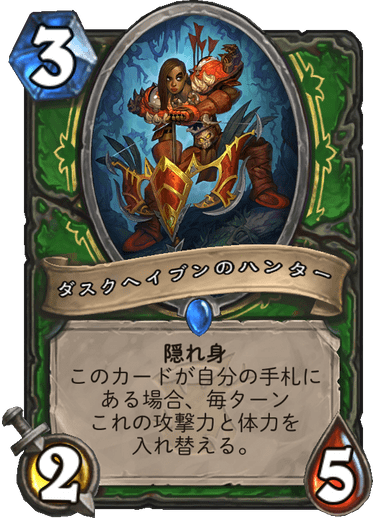 3
ダスクヘイブンのハンター
隠れ身
このカードが自分の手札に
ある場合、毎ターン
これの攻撃力と体力を
入れ替える。
2
5